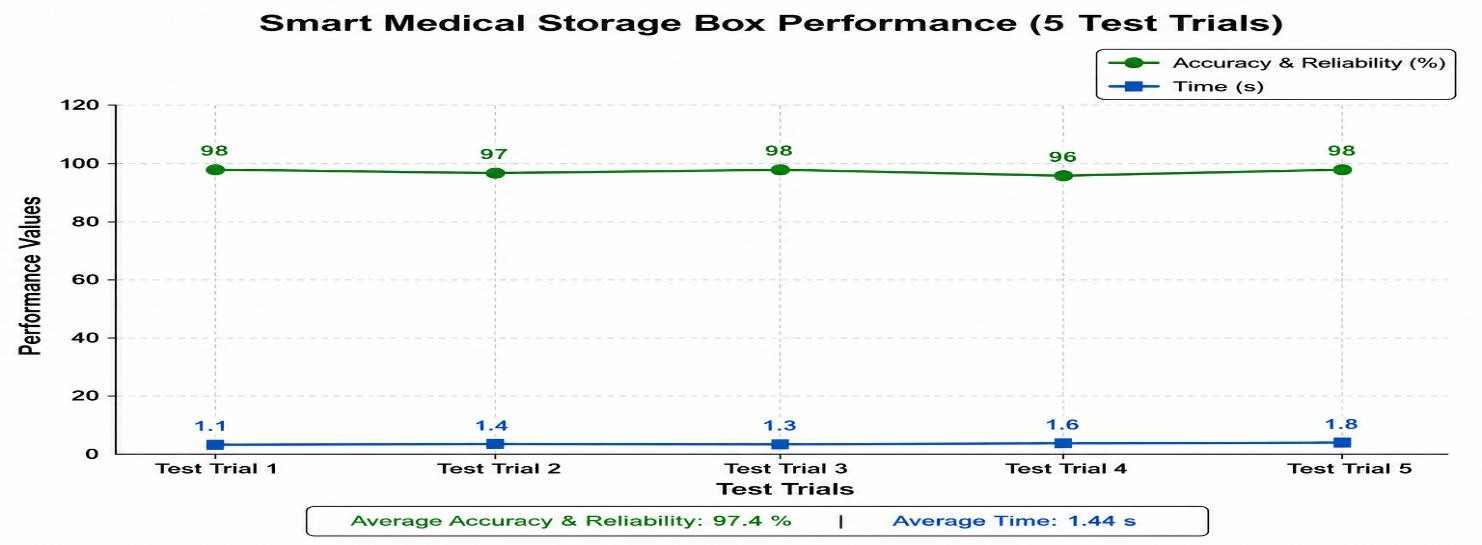 Smart Medical Storage Box Performance (5 Test Trials)
Accuracy & Reliability (%)
Time (s)
Performance Values
120
100
80
60
40
20
0
98
97
98
96
98
1.1
1.4
1.3
1.6
1.8
Test Trial 1
Test Trial 2
Test Trial 3
Test Trial 4
Test Trial 5
Test Trials
Average Accuracy & Reliability: 97.4 % | Average Time: 1.44 s